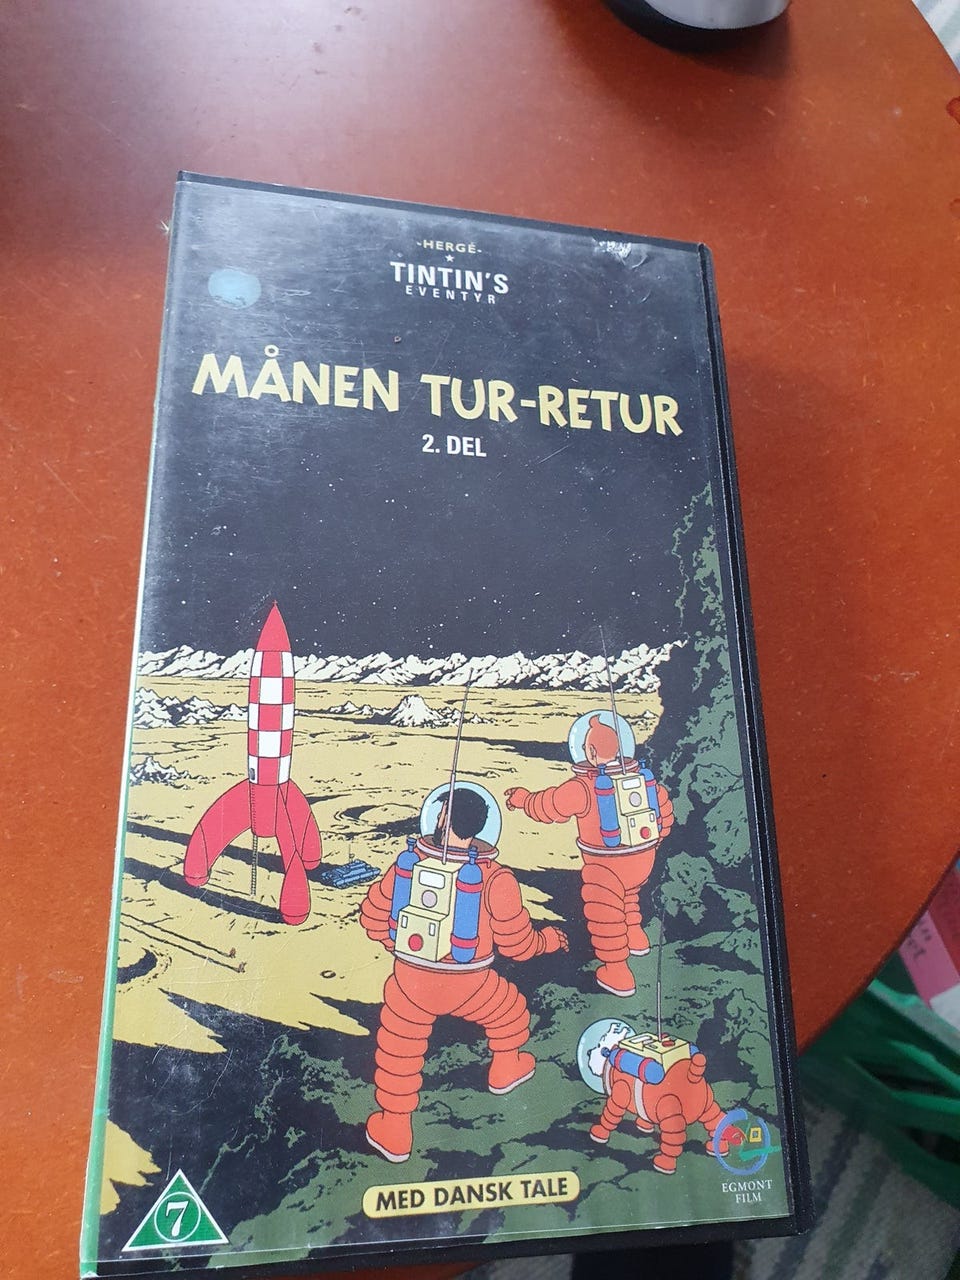 -HERGÉ-
TINTIN'S
EVENTYR
MÅNEN TUR-RETUR
2. DEL
MED DANSK TALE
7
EGMONT
FILM